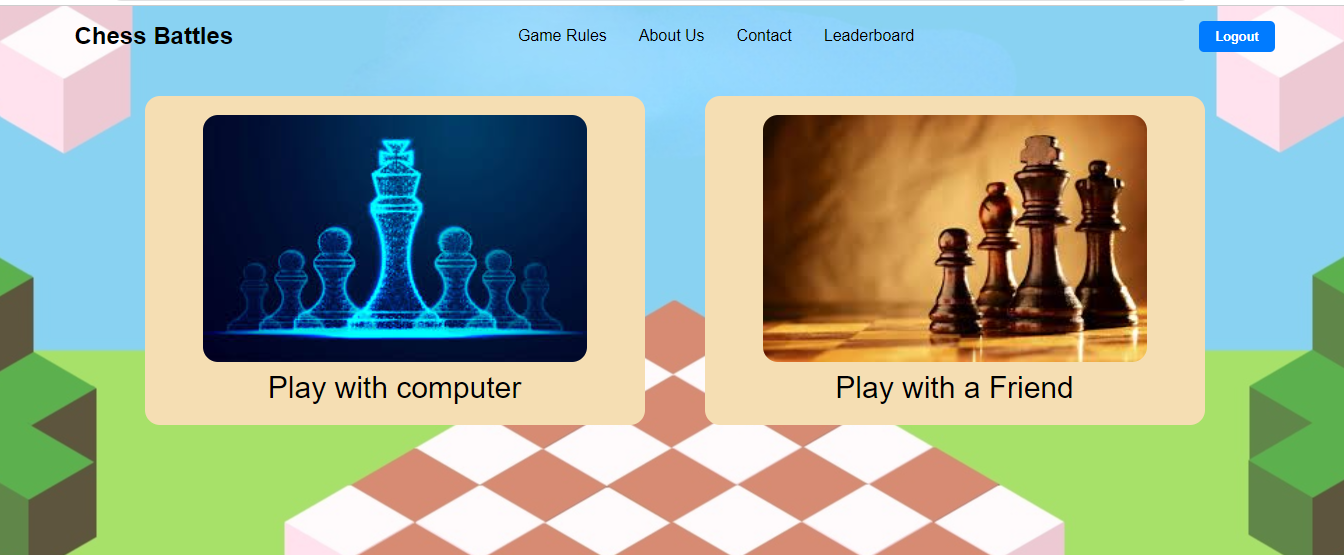 Chess Battles
Game Rules About Us Contact Leaderboard
Logout
Play with computer
Play with a Friend